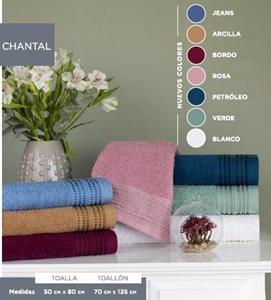 CHANTAL
NUEVOS COLORES
JEANS
ARCILLA
BORDO
ROSA
PETRÓLEO
VERDE
BLANCO
TOALLA TOALLÓN
Medidas 50 cm x 80 cm 70 cm x 135 cm